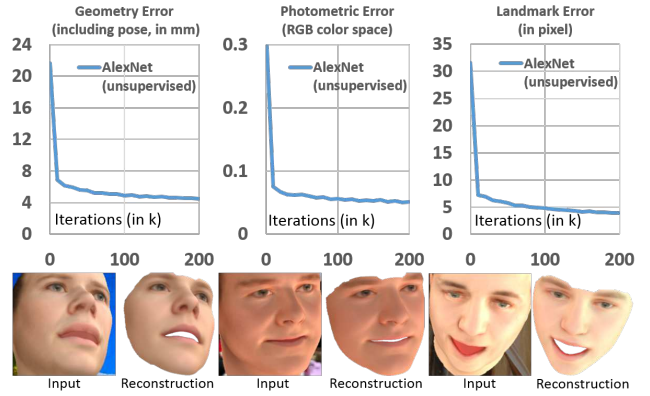 Geometry Error
(including pose, in mm)
24
20
16
12
8
4
0
AlexNet
(unsupervised)
Iterations (in k)
0
100
200
Photometric Error
(RGB color space)
0.3
0.2
0.1
0
AlexNet
(unsupervised)
Iterations (in k)
0
100
200
Landmark Error
(in pixel)
35
30
25
20
15
10
5
0
AlexNet
(unsupervised)
Iterations (in k)
0
100
200
Input
Reconstruction
Input
Reconstruction
Input
Reconstruction